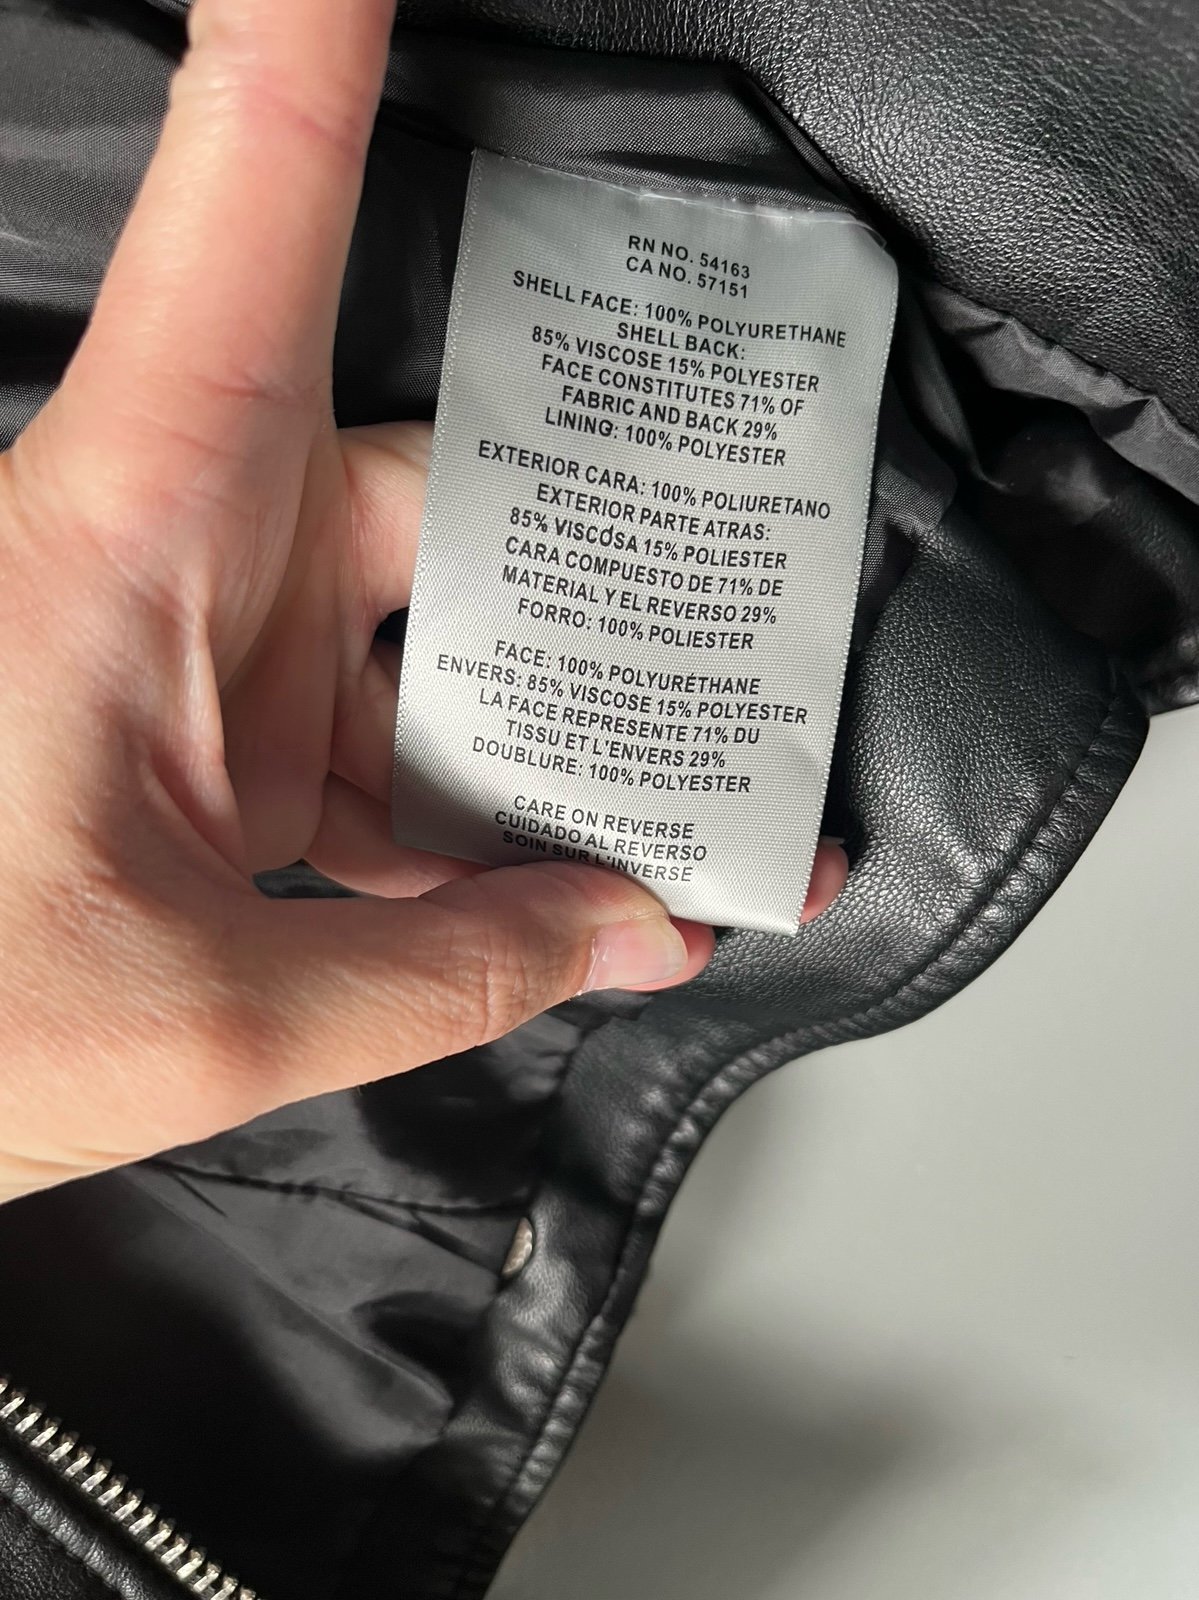 RN NO. 54163
CA NO. 57151
SHELL FACE: 100% POLYURETHANE
SHELL BACK:
85% VISCOSE 15% POLYESTER
FACE CONSTITUTES 71% OF
FABRIC AND BACK 29%
LINING: 100% POLYESTER
EXTERIOR CARA: 100% POLIURETANO
EXTERIOR PARTE ATRAS:
85% VISCOSA 15% POLIESTER
CARA COMPUESTO DE 71% DE
MATERIAL Y EL REVERSO 29%
FORRO: 100% POLIESTER
FACE: 100% POLYURÉTHANE
ENVERS: 85% VISCOSE 15% POLYESTER
LA FACE REPRESENTE 71% DU
TISSU ET L'ENVERS 29%
DOUBLURE: 100% POLYESTER
CARE ON REVERSE
CUIDADO AL REVERSO
SOIN SUR L'INVERSE